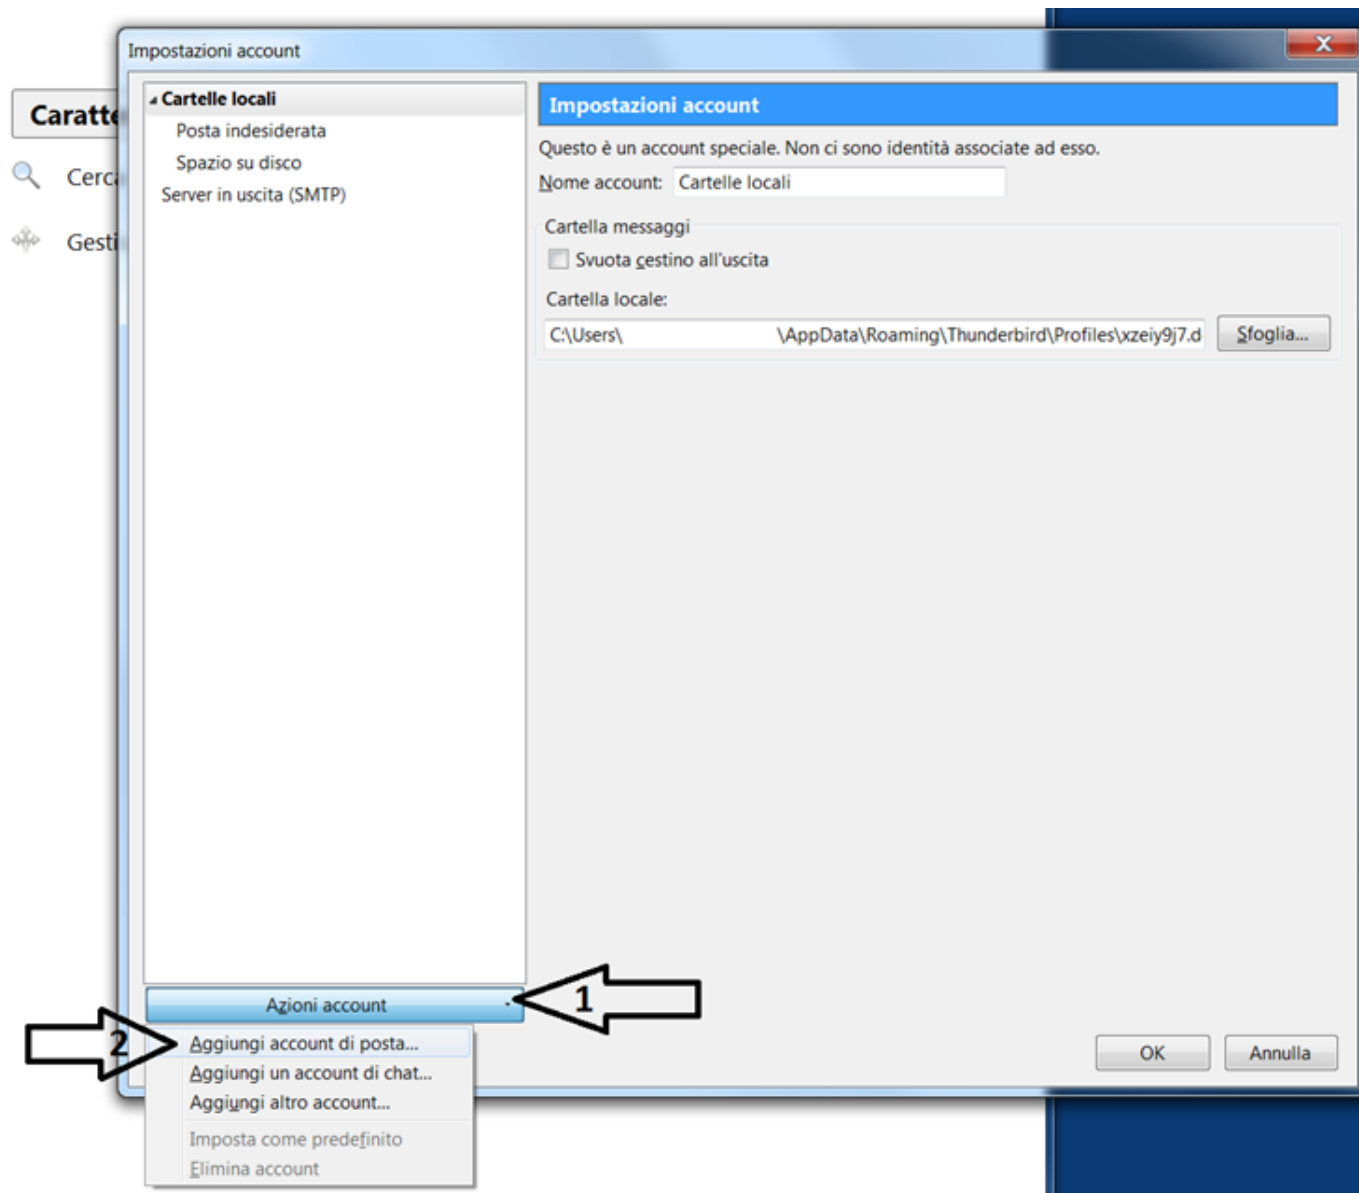 Impostazioni account
Caratte
Cerca
Gesti
Cartelle locali
Posta indesiderata
Spazio su disco
Server in uscita (SMTP)
Impostazioni account
Questo è un account speciale. Non ci sono identità associate ad esso.
Nome account: Cartelle locali
Cartella messaggi
Svuota cestino all'uscita
Cartella locale:
C:\Users\ \AppData\Roaming\Thunderbird\Profiles\xzeiy9j7.d Sfoglia...
Azioni account
1
2
Aggiungi account di posta...
Aggiungi un account di chat...
Aggiungi altro account...
Imposta come predefinito
Elimina account
OK Annulla